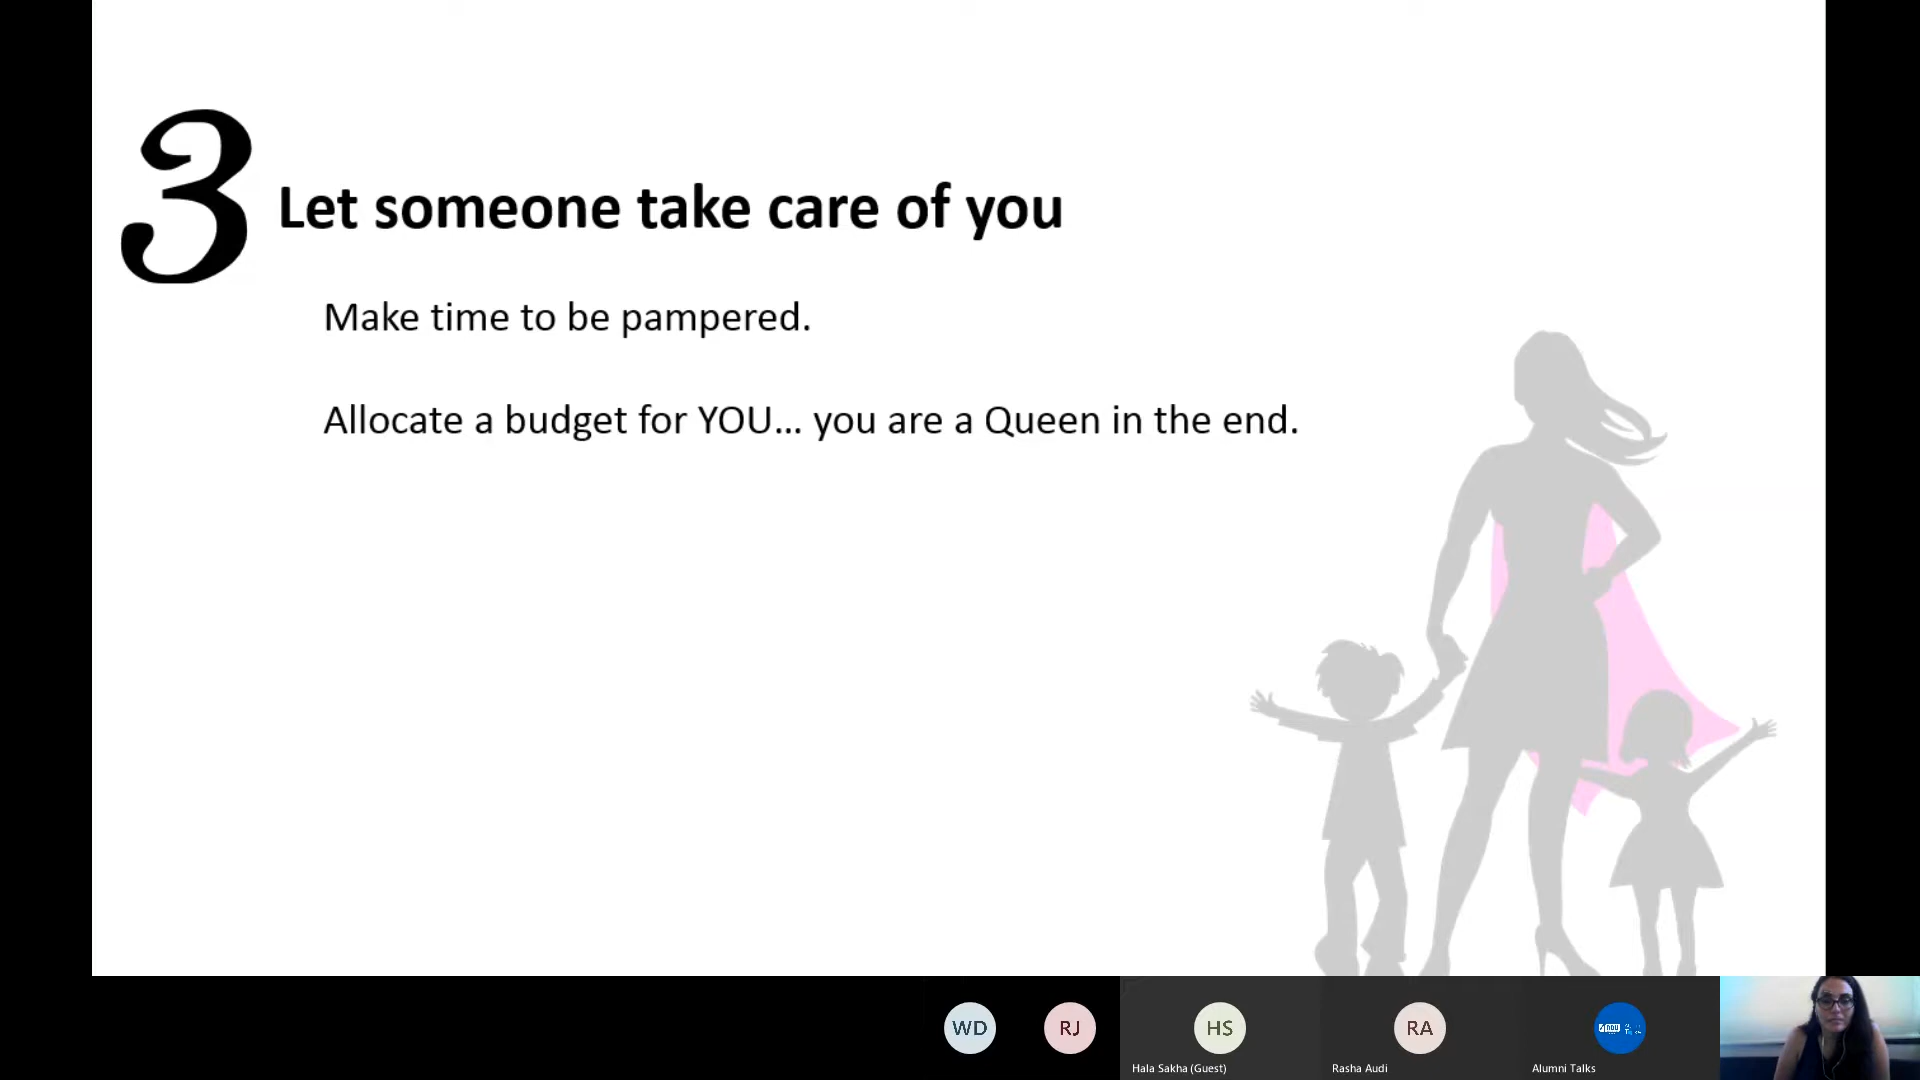 3
Let someone take care of you
Make time to be pampered.
Allocate a budget for YOU... you are a Queen in the end.
WD
RJ
HS
RA
Hala Sakha (Guest)
Rasha Audi
Alumni Talks